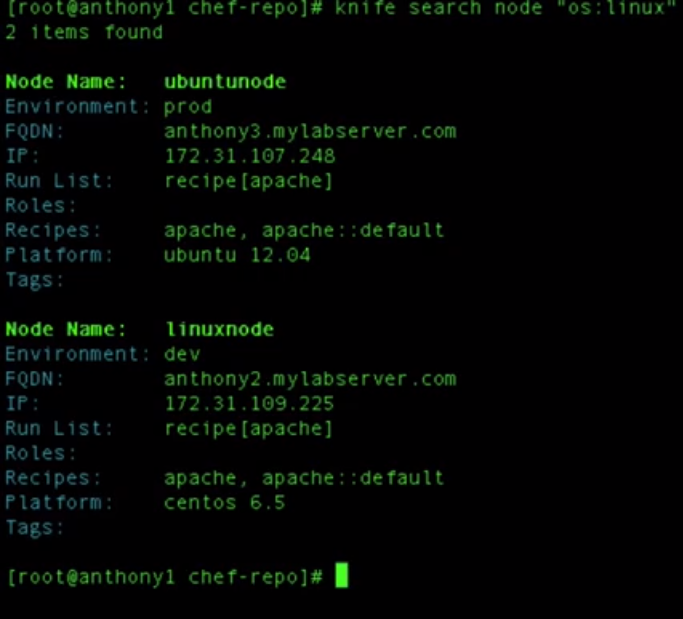 [root@anthony1 chef-repo]# knife search node "os:linux"
2 items found
Node Name: ubuntunode
Environment: prod
FQDN: anthony3.mylabserver.com
IP: 172.31.107.248
Run List: recipe[apache]
Roles:
Recipes: apache, apache::default
Platform: ubuntu 12.04
Tags:
Node Name: linuxnode
Environment: dev
FQDN: anthony2.mylabserver.com
IP: 172.31.109.225
Run List: recipe[apache]
Roles:
Recipes: apache, apache::default
Platform: centos 6.5
Tags:
[root@anthony1 chef-repo]#